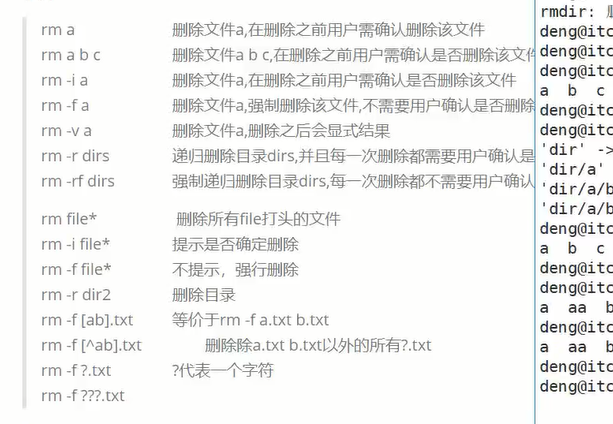 rm a 删除文件a,在删除之前用户需确认删除该文件
rm a b c 删除文件a b c,在删除之前用户需确认是否删除该文
rm -i a 删除文件a,在删除之前用户需确认是否删除该文件
rm -f a 删除文件a,强制删除该文件,不需要用户确认是否删除
rm -v a 删除文件a,删除之后会显式结果
rm -r dirs 递归删除目录dirs,并且每一次删除都需要用户确认是
rm -rf dirs 强制递归删除目录dirs,每一次删除都不需要用户确认
rm file* 删除所有file打头的文件
rm -i file* 提示是否确定删除
rm -f file* 不提示，强行删除
rm -r dir2 删除目录
rm -f [ab].txt 等价于rm -f a.txt b.txt
rm -f [^ab].txt 删除除a.txt b.txt以外的所有?.txt
rm -f ?.txt ?代表一个字符
rm -f ???.txt
rmdir:
deng@itc
deng@itc
deng@itc
a b c
deng@itc
deng@itc
'dir' ->
'dir/a'
'dir/a/b
'dir/a/b
deng@itc
a b c
deng@itc
deng@itc
a aa b
deng@itc
a aa b
deng@itc
deng@itc